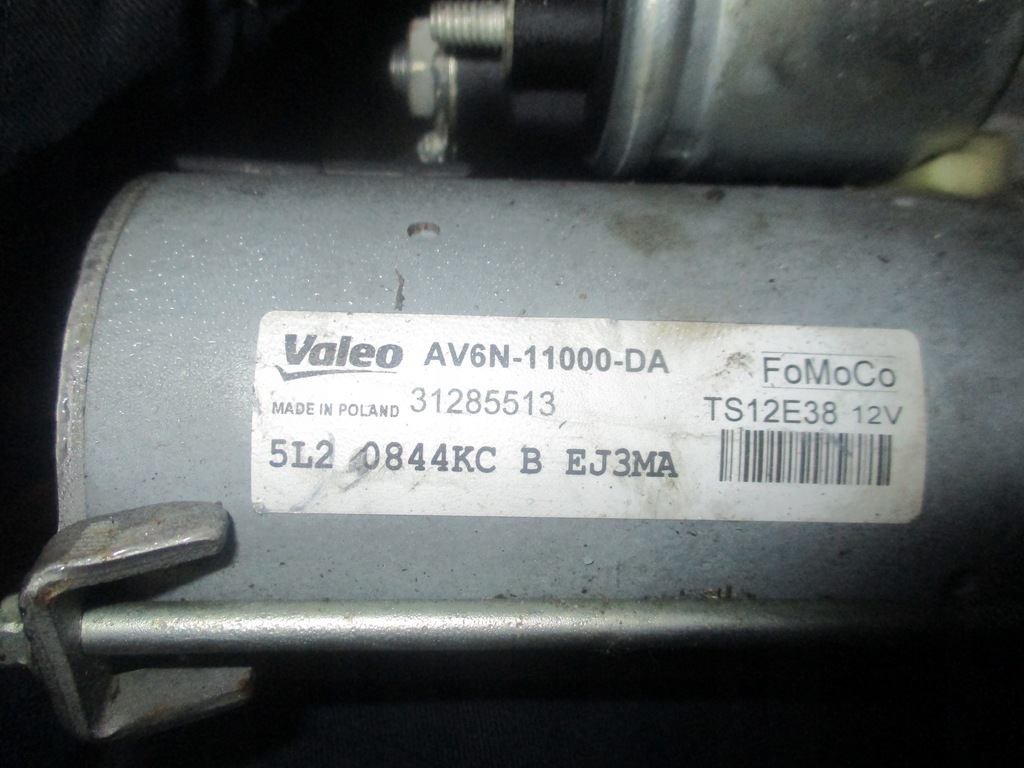 Valeo AV6N-11000-DA FoMoCo
MADE IN POLAND 31285513 TS12E38 12V
5L2 0844KC B EJ3MA